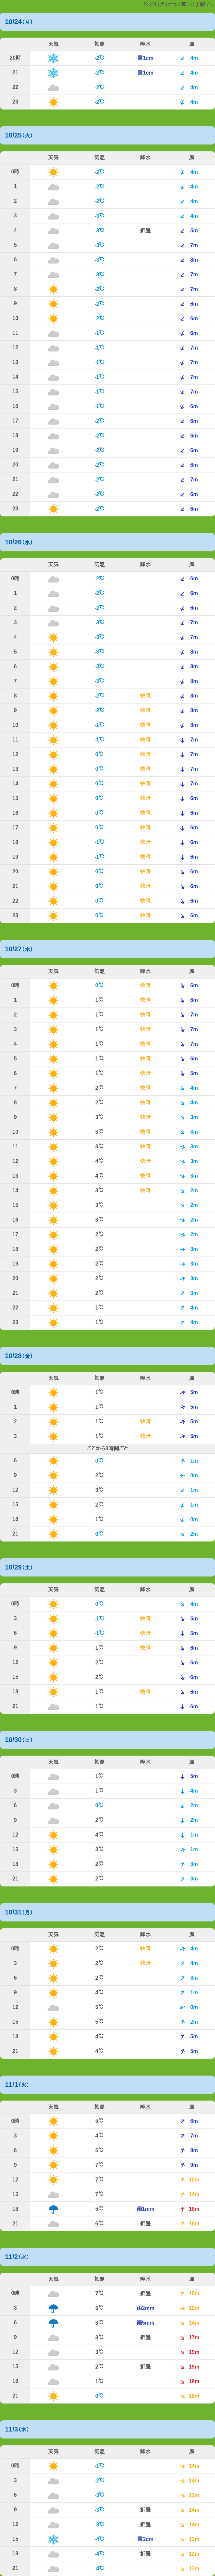 10/24(月)
天気 気温 降水 風
20時 -2℃ 雪1cm 4m
21 -2℃ 雪1cm 4m
22 -2℃ 4m
23 -2℃ 4m
10/25(火)
天気 気温 降水 風
0時 -2℃ 4m
1 -2℃ 4m
2 -2℃ 4m
3 -3℃ 4m
4 -3℃ 折曇 5m
5 -3℃ 7m
6 -3℃ 8m
7 -3℃ 7m
8 -2℃ 7m
9 -2℃ 6m
10 -2℃ 6m
11 -1℃ 6m
12 -1℃ 7m
13 -1℃ 7m
14 -1℃ 7m
15 -1℃ 7m
16 -1℃ 6m
17 -2℃ 6m
18 -2℃ 6m
19 -2℃ 6m
20 -2℃ 6m
21 -2℃ 7m
22 -2℃ 6m
23 -2℃ 6m
10/26(水)
天気 気温 降水 風
0時 -2℃ 6m
1 -2℃ 6m
2 -2℃ 6m
3 -3℃ 7m
4 -3℃ 7m
5 -3℃ 8m
6 -3℃ 8m
7 -3℃ 8m
8 -2℃ 快晴 8m
9 -2℃ 快晴 8m
10 -1℃ 快晴 8m
11 -1℃ 快晴 7m
12 0℃ 快晴 7m
13 0℃ 快晴 7m
14 0℃ 快晴 7m
15 0℃ 快晴 6m
16 0℃ 快晴 6m
17 0℃ 快晴 6m
18 -1℃ 快晴 6m
19 -1℃ 快晴 6m
20 0℃ 快晴 6m
21 0℃ 快晴 6m
22 0℃ 快晴 6m
23 0℃ 快晴 6m
10/27(木)
天気 気温 降水 風
0時 0℃ 快晴 6m
1 1℃ 快晴 6m
2 1℃ 快晴 7m
3 1℃ 快晴 7m
4 1℃ 快晴 7m
5 1℃ 快晴 6m
6 1℃ 快晴 5m
7 2℃ 快晴 4m
8 2℃ 快晴 4m
9 3℃ 快晴 3m
10 3℃ 快晴 3m
11 3℃ 快晴 3m
12 4℃ 快晴 3m
13 4℃ 快晴 3m
14 3℃ 快晴 2m
15 3℃ 2m
16 3℃ 2m
17 2℃ 2m
18 2℃ 3m
19 2℃ 3m
20 2℃ 3m
21 2℃ 3m
22 1℃ 4m
23 1℃ 4m
10/28(金)
天気 気温 降水 風
0時 1℃ 5m
1 1℃ 5m
2 1℃ 快晴 5m
3 1℃ 快晴 5m
ここから3時間ごと
6 0℃ 1m
9 2℃ 0m
12 3℃ 1m
15 2℃ 1m
18 1℃ 0m
21 0℃ 2m
10/29(土)
天気 気温 降水 風
0時 0℃ 4m
3 -1℃ 快晴 5m
6 -1℃ 快晴 5m
9 1℃ 快晴 6m
12 2℃ 6m
15 2℃ 6m
18 1℃ 快晴 6m
21 1℃ 6m
10/30(日)
天気 気温 降水 風
0時 1℃ 5m
3 1℃ 4m
6 0℃ 2m
9 2℃ 2m
12 4℃ 1m
15 3℃ 1m
18 2℃ 3m
21 2℃ 3m
10/31(月)
天気 気温 降水 風
0時 2℃ 快晴 4m
3 2℃ 快晴 4m
6 2℃ 3m
9 4℃ 1m
12 5℃ 0m
15 5℃ 2m
18 4℃ 5m
21 4℃ 5m
11/1(火)
天気 気温 降水 風
0時 5℃ 6m
3 4℃ 7m
6 5℃ 8m
9 7℃ 9m
12 7℃ 10m
15 7℃ 14m
18 5℃ 雨1mm 18m
21 6℃ 折曇 16m
11/2(水)
天気 気温 降水 風
0時 7℃ 折曇 15m
3 5℃ 雨2mm 10m
6 3℃ 雨5mm 14m
9 3℃ 折曇 17m
12 3℃ 19m
15 2℃ 折曇 19m
18 1℃ 18m
21 0℃ 16m
11/3(木)
天気 気温 降水 風
0時 -1℃ 14m
3 -2℃ 14m
6 -3℃ 12m
9 -3℃ 折曇 14m
12 -3℃ 折曇 14m
15 -4℃ 雪2cm 13m
18 -4℃ 折曇 12m
21 -4℃ 12m